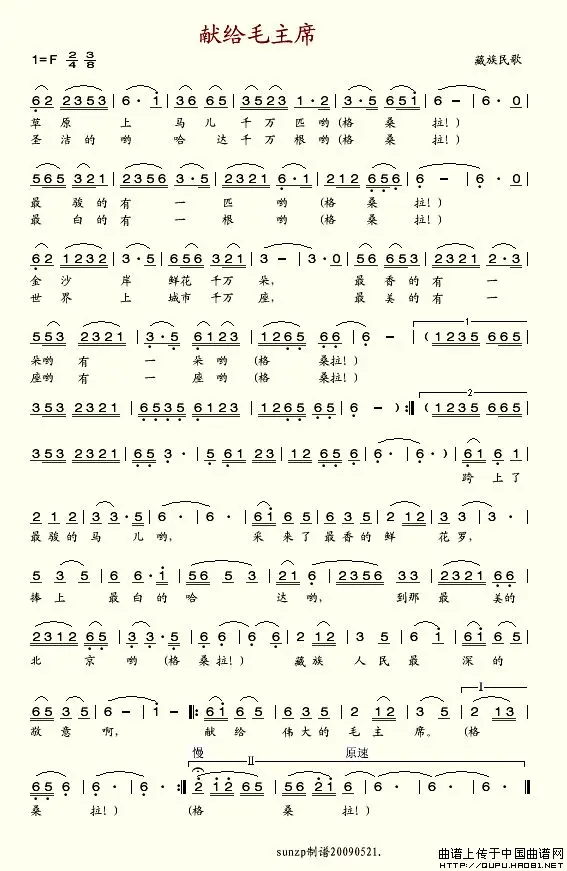 献给毛主席
1=F 2/4 3/8
藏族民歌
62 2353 | 6·i | 36 65 | 3523 1·2 | 3·5 651 | 6 – | 6·0
草原 上 马儿 千万 匹哟(格 桑 拉!)
圣洁的 哟 哈 达千万 根哟(格 桑 拉!)
565 321 | 2356 3·5 | 2321 6·1 | 212 656 | 6 – | 6·0
最 骏的有 一 匹 哟 (格桑 拉!)
最 白的有 一 根 哟 (格桑 拉!)
62 1232 | 3·5 | 656 321 | 3 – | 3·0 | 565 653 | 2321 2·3
金 沙 岸 鲜花 千万 朵, 最 香的 有 一
世 界 上 城市 千万 座, 最 美的 有 一
553 2321 | 3·5 6123 | 1265 66 | 6 – | (1235 665
1
朵哟 有 一 朵哟 (格 桑拉!)
座哟 有 一 座哟 (格 桑拉!)
353 2321 | 6535 6123 | 1265 65 | 6 – ) :| (1235 665
2
353 2321 | 65 3· | 5 61 23 | 12 65 6 | 6· | 6· ) | 61 6 1
跨 上了
2 1 2 | 3 3·5 | 6· | 6· | 61 6 5 | 6 3 5 | 2 12 | 3 3 5
最骏的 马 儿 哟, 采 来了 最香的 鲜 花 罗,
5 3 5 | 6 6·i | 56 3 | 21 6 | 2356 33 | 2321 66
捧上 最白的 哈 达 哟, 到那 最 美的
2312 65 | 3 3·5 | 6 6 | 6 6 | 2 12 | 3 5 | 61 6 5
北 京 哟 (格桑拉!) 藏族 人民 最 深的
65 3 5 | 6 – | i – |: 61 6 5 | 3 5 2 | 12 | 3 5 | 2 13
I
敬 意 啊, 献 给 伟大的 毛 主 席。 (格
慢
II
原速
65 6 | 6· :| 2 12 65 | 56 21 6 | 6· | 6· ‖
桑 拉!) (格 桑 拉!)
sunzp制谱20090521.
曲谱上传于中国曲谱网
http://QUPU.HAO81.NET